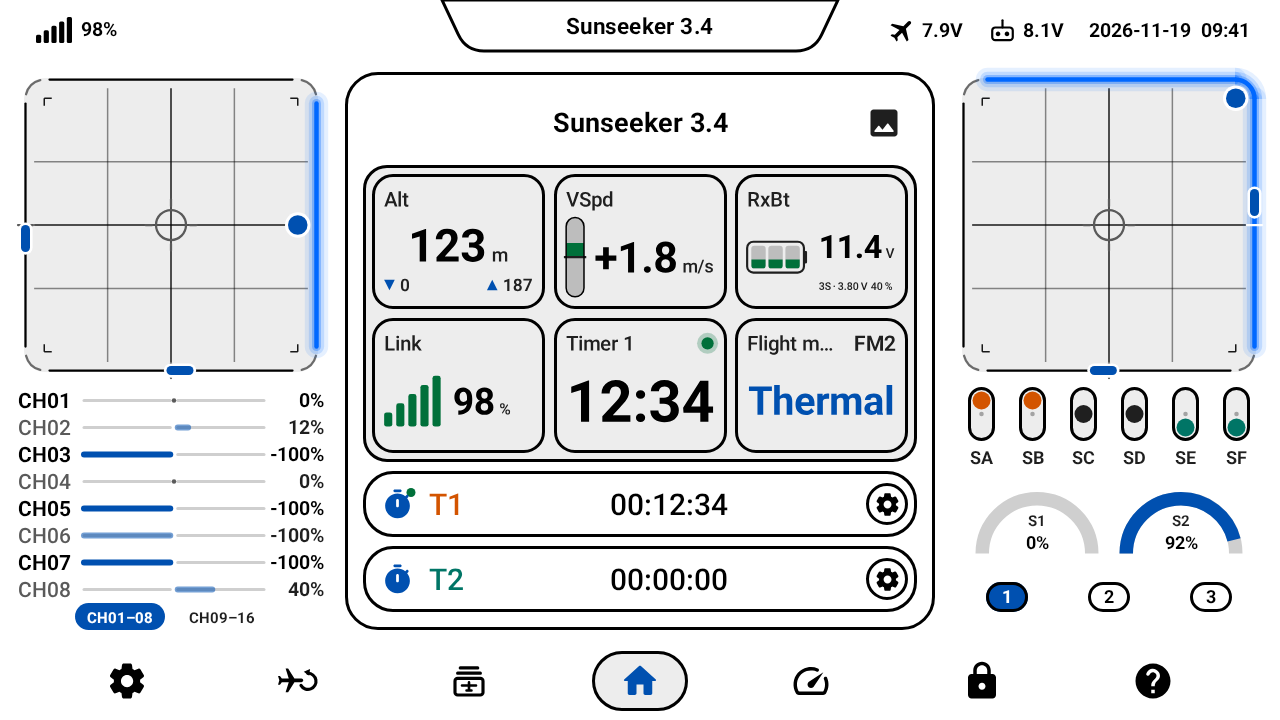 98%
Sunseeker 3.4
7.9V
8.1V
2026-11-19 09:41
CH01 0%
CH02 12%
CH03 -100%
CH04 0%
CH05 -100%
CH06 -100%
CH07 -100%
CH08 40%
CH01–08 CH09–16
Sunseeker 3.4
Alt
123 m
▼ 0 ▲ 187
VSpd
+1.8 m/s
RxBt
11.4 V
3S · 3.80 V 40 %
Link
98 %
Timer 1
12:34
Flight m... FM2
Thermal
T1 00:12:34
T2 00:00:00
SA SB SC SD SE SF
S1
0%
S2
92%
1 2 3
?